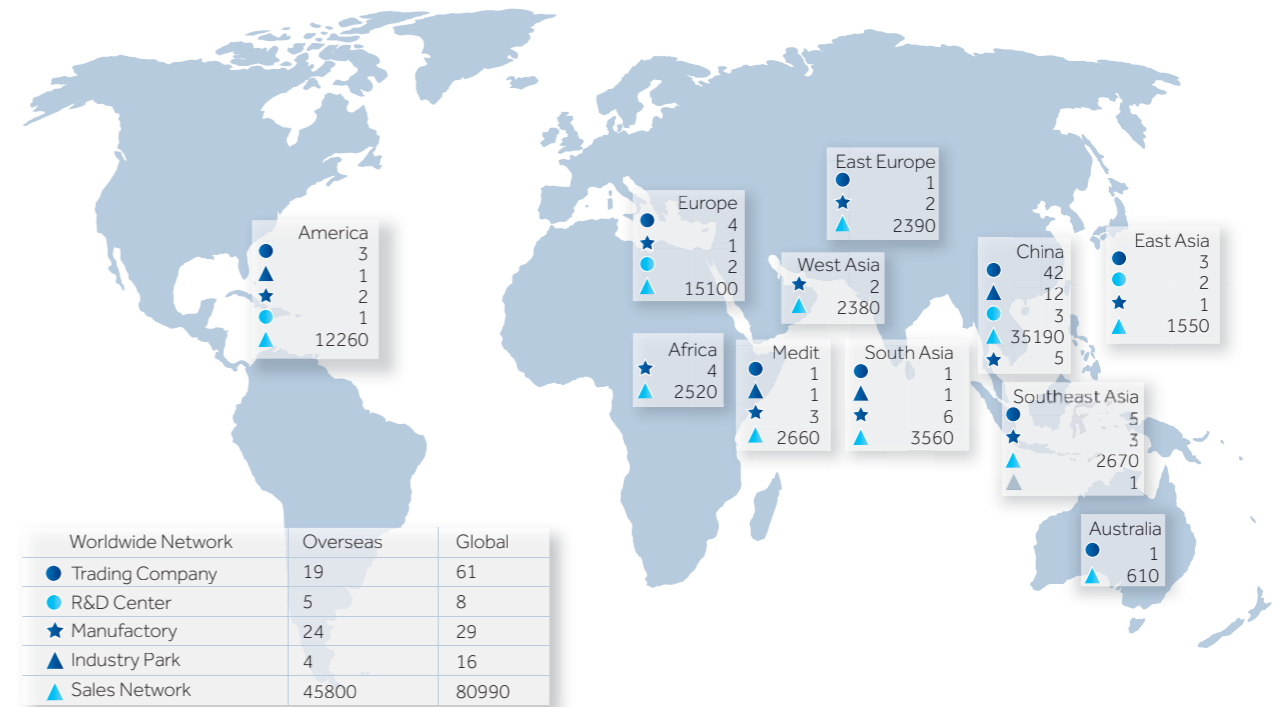 East Europe
1
2
2390
Europe
4
1
2
15100
America
3
1
2
1
12260
West Asia
2
2380
China
42
12
3
35190
5
East Asia
3
2
1
1550
Africa
4
2520
Medit
1
1
3
2660
South Asia
1
1
6
3560
Southeast Asia
5
3
2670
1
Australia
1
610
Worldwide Network Overseas Global
Trading Company 19 61
R&D Center 5 8
Manufactory 24 29
Industry Park 4 16
Sales Network 45800 80990